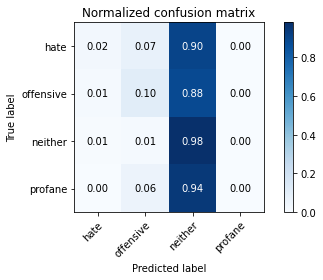 Normalized confusion matrix
hate 0.02 0.07 0.90 0.00
offensive 0.01 0.10 0.88 0.00
neither 0.01 0.01 0.98 0.00
profane 0.00 0.06 0.94 0.00
hate offensive neither profane
True label
Predicted label
0.8
0.6
0.4
0.2
0.0